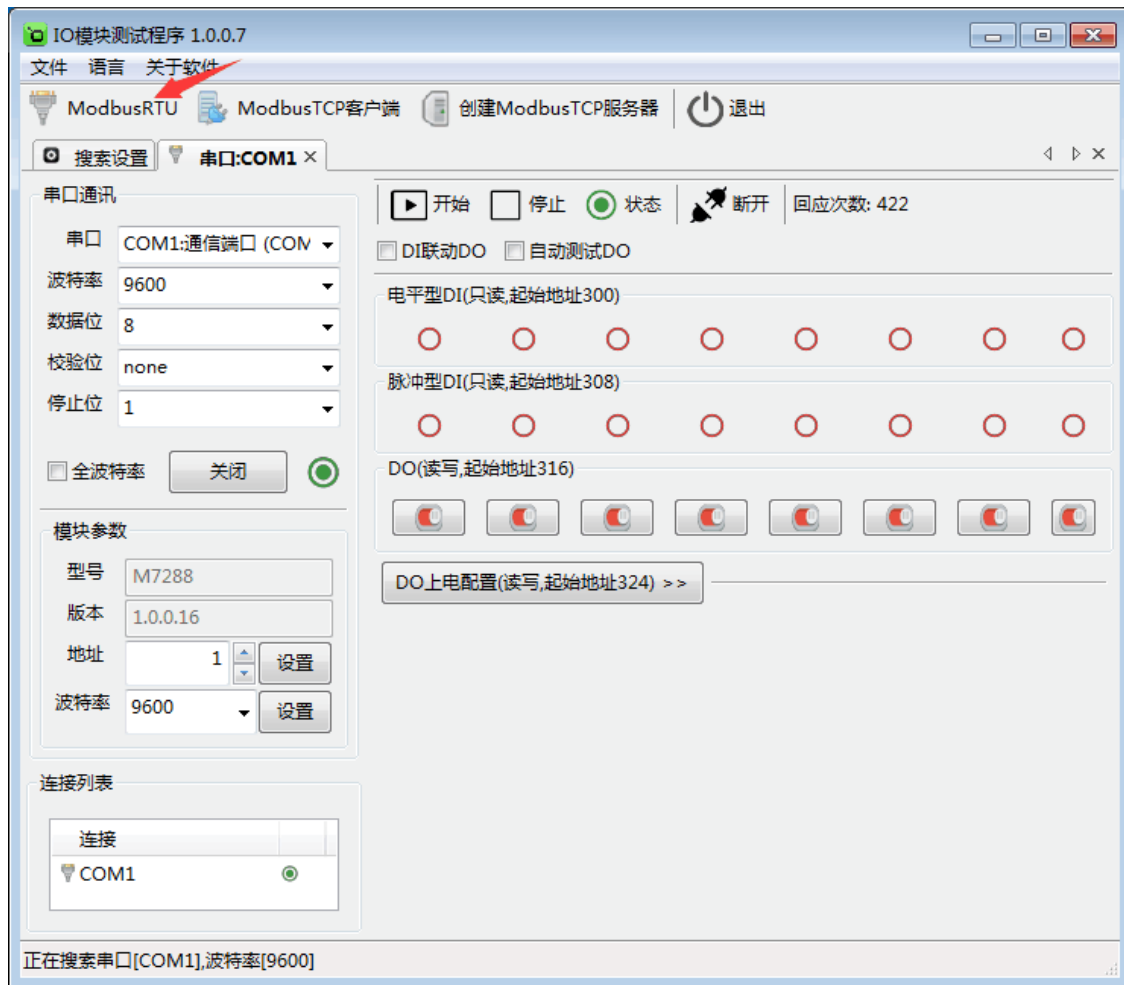 IO模块测试程序 1.0.0.7
文件 语言 关于软件
ModbusRTU ModbusTCP客户端 创建ModbusTCP服务器 退出
搜索设置 串口:COM1
串口通讯
串口 COM1:通信端口 (COM
波特率 9600
数据位 8
校验位 none
停止位 1
全波特率 关闭
模块参数
型号 M7288
版本 1.0.0.16
地址 1 设置
波特率 9600 设置
连接列表
连接
COM1
开始 停止 状态 断开 回应次数: 422
DI联动DO 自动测试DO
电平型DI(只读,起始地址300)
脉冲型DI(只读,起始地址308)
DO(读写,起始地址316)
DO上电配置(读写,起始地址324) >>
正在搜索串口[COM1],波特率[9600]